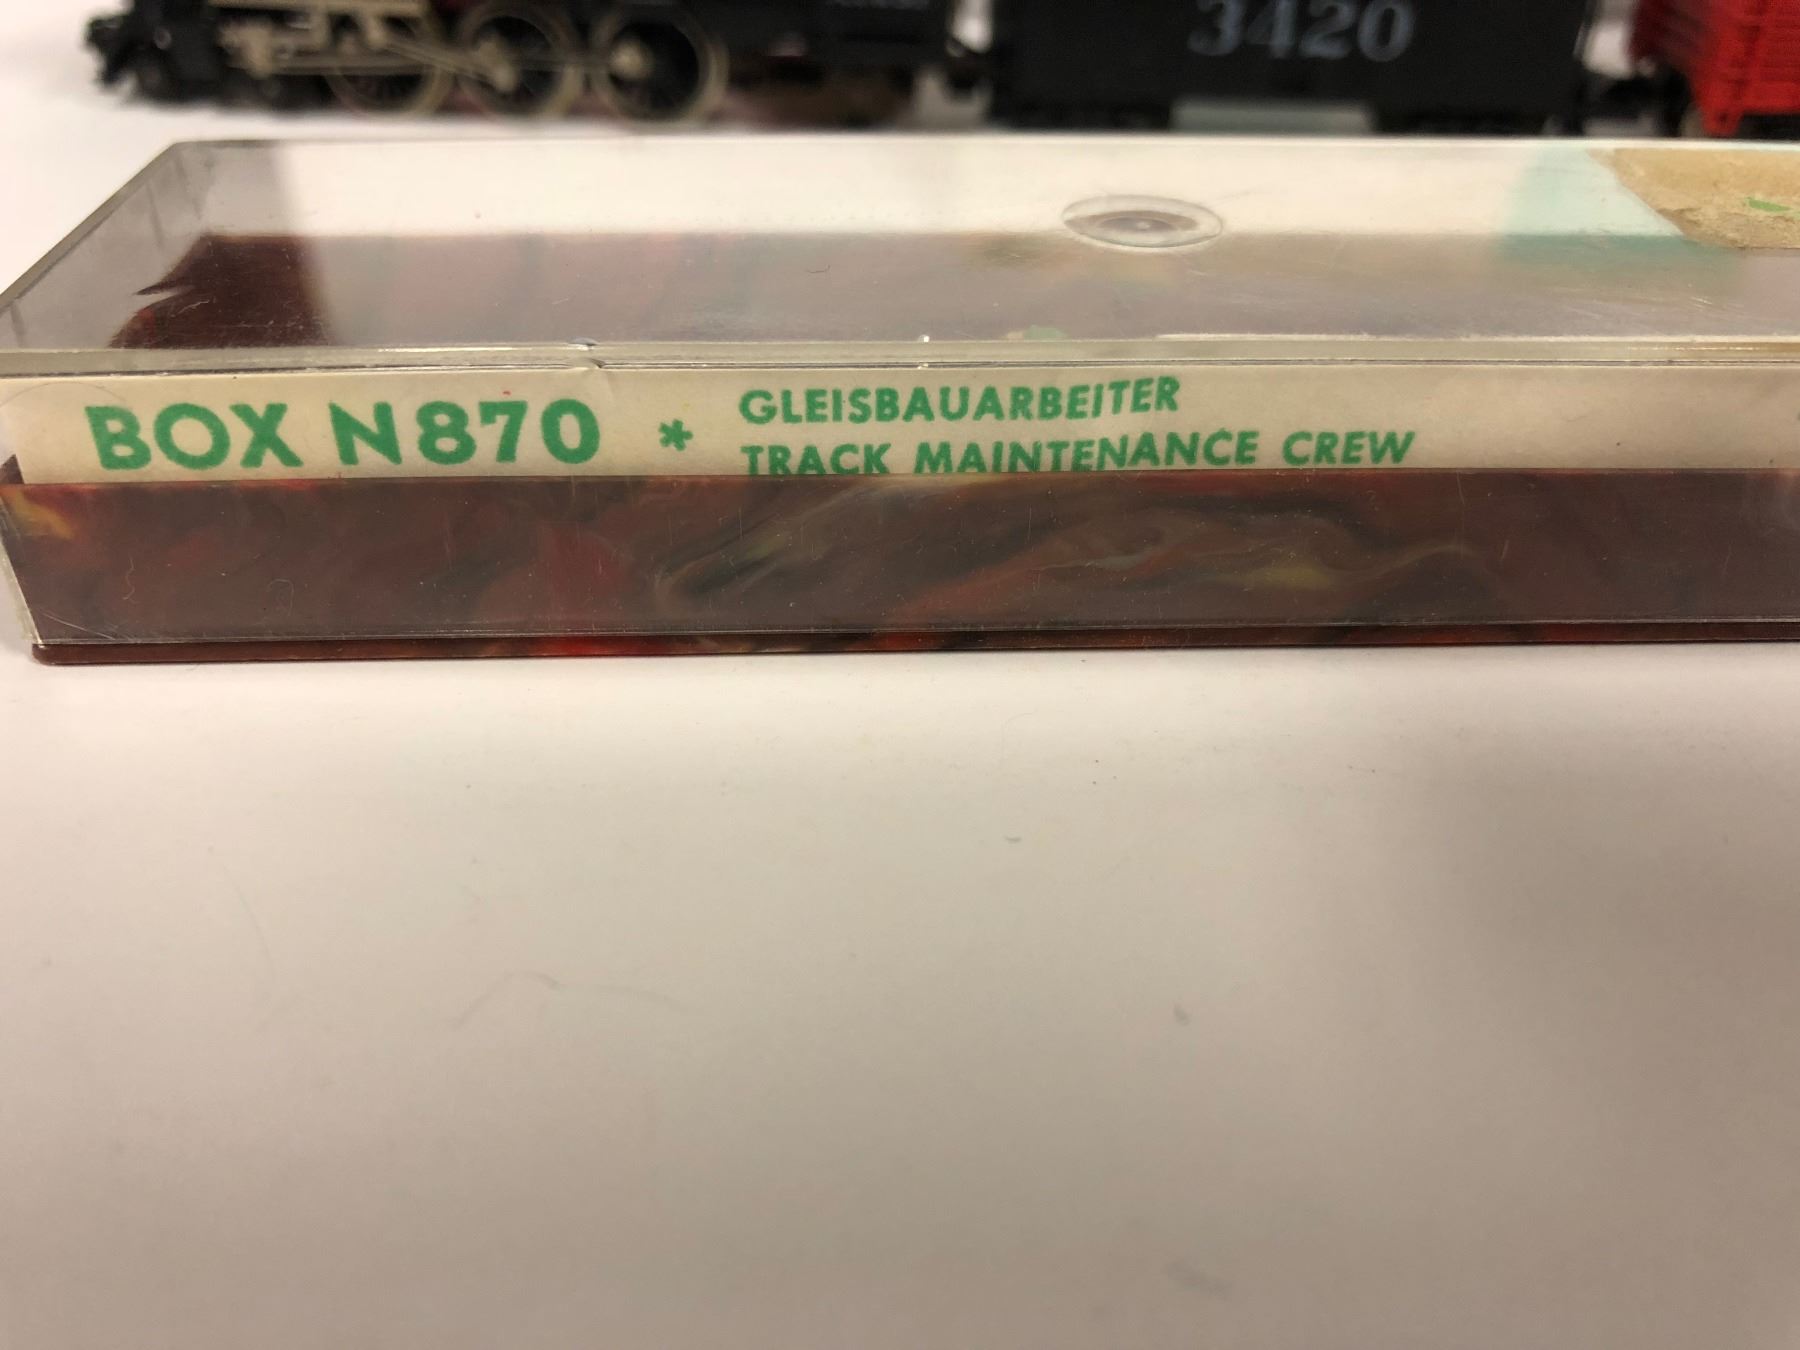 3420
BOX N870 * GLEISBAUARBEITER
TRACK MAINTENANCE CREW